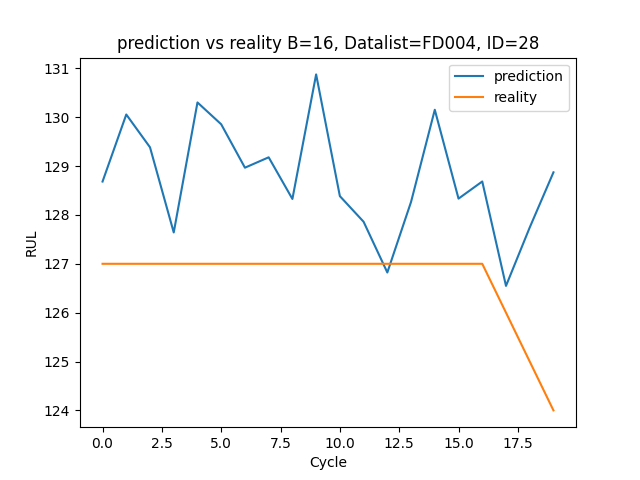 prediction vs reality B=16, Datalist=FD004, ID=28
prediction
reality
131
130
129
128
127
126
125
124
RUL
0.0 2.5 5.0 7.5 10.0 12.5 15.0 17.5
Cycle